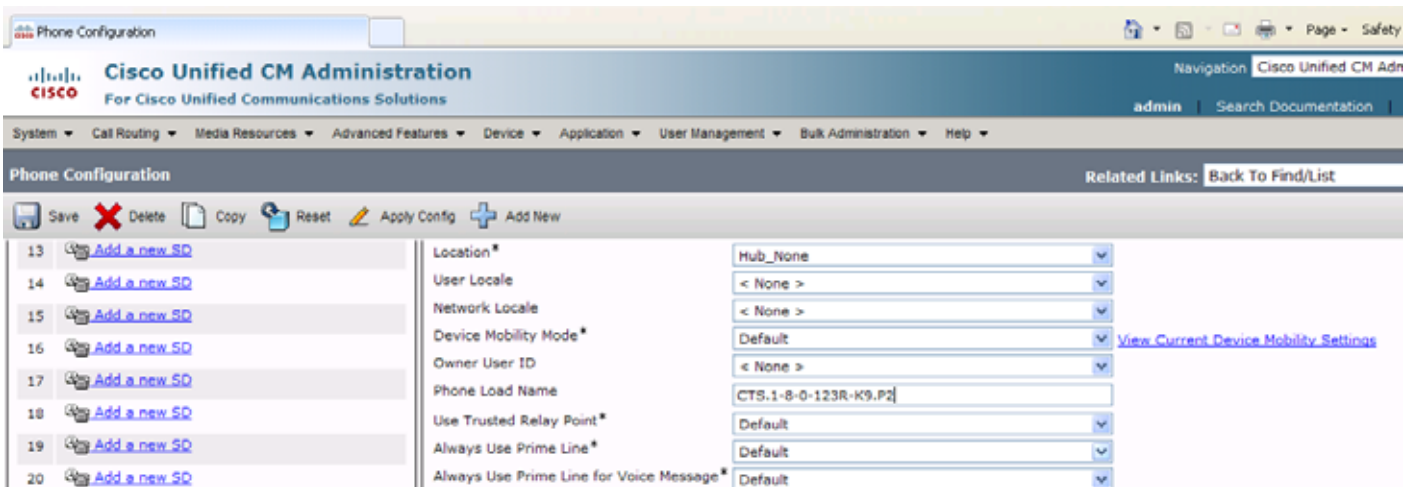 Phone Configuration
Page Safety
CISCO
Cisco Unified CM Administration
For Cisco Unified Communications Solutions
Navigation Cisco Unified CM Adm
admin | Search Documentation |
System Call Routing Media Resources Advanced Features Device Application User Management Bulk Administration Help
Phone Configuration
Related Links: Back To Find/List
Save Delete Copy Reset Apply Config Add New
13 Add a new SD
14 Add a new SD
15 Add a new SD
16 Add a new SD
17 Add a new SD
18 Add a new SD
19 Add a new SD
20 Add a new SD
Location* Hub_None
User Locale < None >
Network Locale < None >
Device Mobility Mode* Default View Current Device Mobility Settings
Owner User ID < None >
Phone Load Name CTS.1-8-0-123R-K9.P2
Use Trusted Relay Point* Default
Always Use Prime Line* Default
Always Use Prime Line for Voice Message* Default